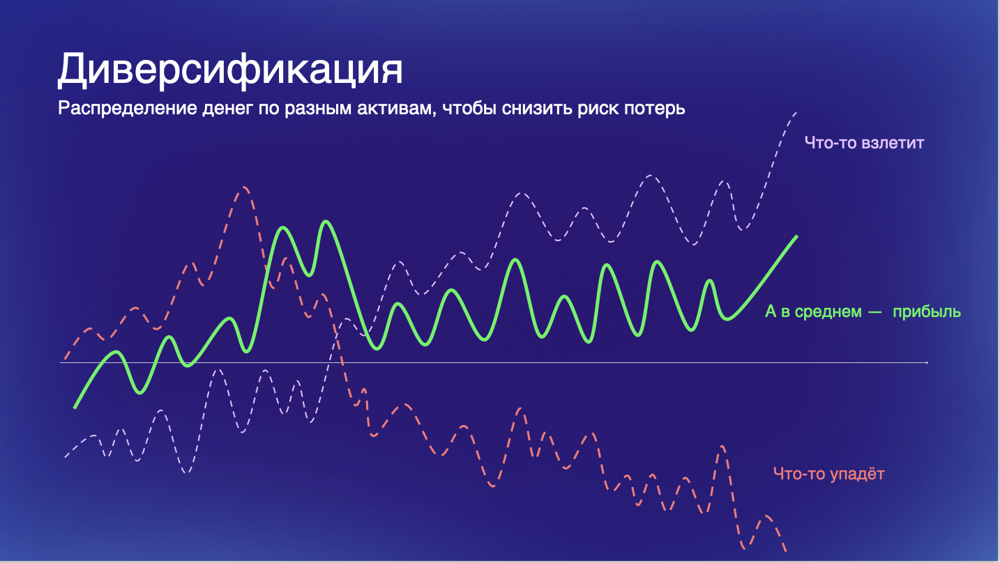 Диверсификация
Распределение денег по разным активам, чтобы снизить риск потерь
Что-то взлетит
А в среднем — прибыль
Что-то упадёт